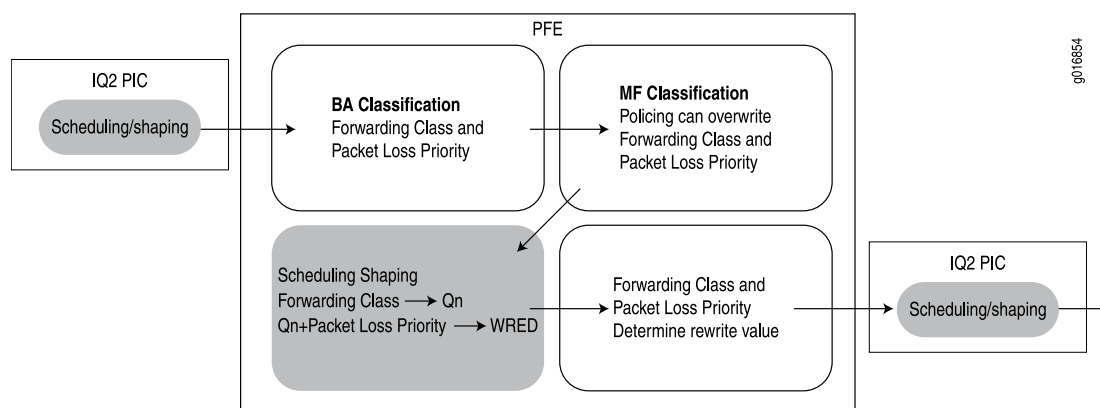 PFE
g016854
IQ2 PIC
Scheduling/shaping
BA Classification
Forwarding Class and
Packet Loss Priority
MF Classification
Policing can overwrite
Forwarding Class and
Packet Loss Priority
Scheduling Shaping
Forwarding Class → Qn
Qn+Packet Loss Priority → WRED
Forwarding Class and
Packet Loss Priority
Determine rewrite value
IQ2 PIC
Scheduling/shaping